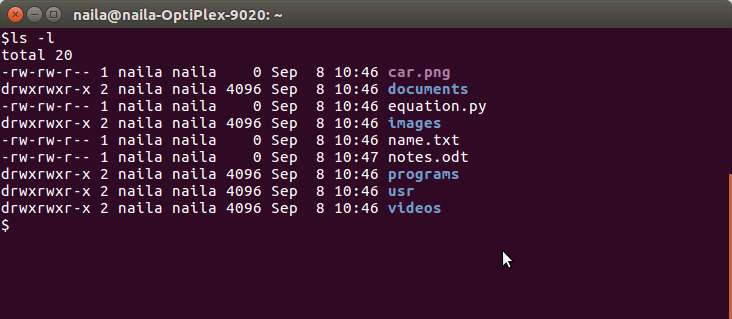 naila@naila-OptiPlex-9020: ~
$ls -l
total 20
-rw-rw-r-- 1 naila naila    0 Sep  8 10:46 car.png
drwxrwxr-x 2 naila naila 4096 Sep  8 10:46 documents
-rw-rw-r-- 1 naila naila    0 Sep  8 10:46 equation.py
drwxrwxr-x 2 naila naila 4096 Sep  8 10:46 images
-rw-rw-r-- 1 naila naila    0 Sep  8 10:46 name.txt
-rw-rw-r-- 1 naila naila    0 Sep  8 10:47 notes.odt
drwxrwxr-x 2 naila naila 4096 Sep  8 10:46 programs
drwxrwxr-x 2 naila naila 4096 Sep  8 10:46 usr
drwxrwxr-x 2 naila naila 4096 Sep  8 10:46 videos
$